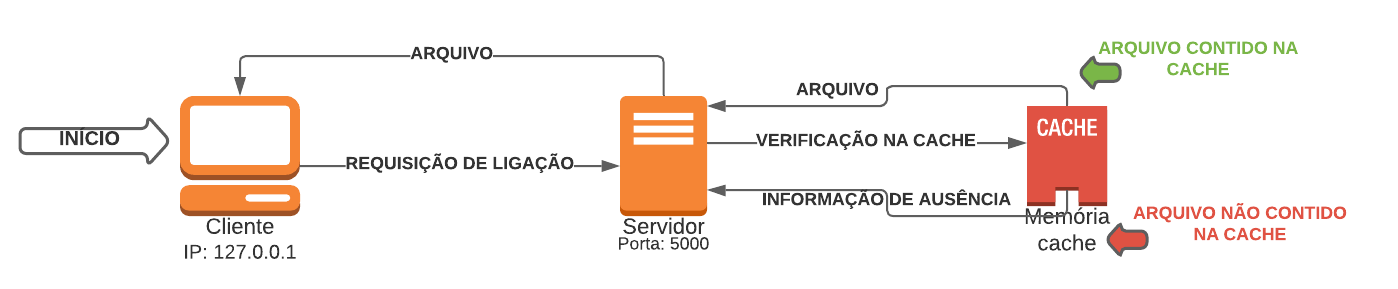 ARQUIVO
ARQUIVO CONTIDO NA
CACHE
ARQUIVO
INÍCIO
CACHE
VERIFICAÇÃO NA CACHE
REQUISIÇÃO DE LIGAÇÃO
INFORMAÇÃO DE AUSÊNCIA
Cliente
IP: 127.0.0.1
Servidor
Porta: 5000
Memória
cache
ARQUIVO NÃO CONTIDO
NA CACHE